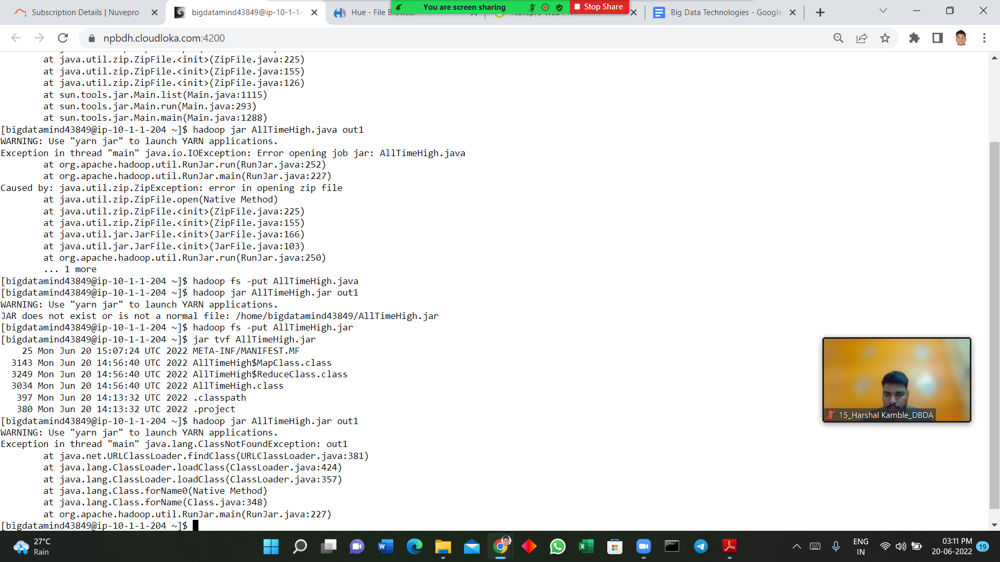 Subscription Details | Nuvepro
bigdatamind43849@ip-10-1-1-
Hue - File
You are screen sharing
Stop Share
Big Data Technologies - Google
npbdh.cloudloka.com:4200
at java.util.zip.ZipFile.<init>(ZipFile.java:225)
at java.util.zip.ZipFile.<init>(ZipFile.java:155)
at java.util.zip.ZipFile.<init>(ZipFile.java:126)
at sun.tools.jar.Main.list(Main.java:1115)
at sun.tools.jar.Main.run(Main.java:293)
at sun.tools.jar.Main.main(Main.java:1288)
[bigdatamind43849@ip-10-1-1-204 ~]$ hadoop jar AllTimeHigh.java out1
WARNING: Use "yarn jar" to launch YARN applications.
Exception in thread "main" java.io.IOException: Error opening job jar: AllTimeHigh.java
at org.apache.hadoop.util.RunJar.run(RunJar.java:252)
at org.apache.hadoop.util.RunJar.main(RunJar.java:227)
Caused by: java.util.zip.ZipException: error in opening zip file
at java.util.zip.ZipFile.open(Native Method)
at java.util.zip.ZipFile.<init>(ZipFile.java:225)
at java.util.zip.ZipFile.<init>(ZipFile.java:155)
at java.util.jar.JarFile.<init>(JarFile.java:166)
at java.util.jar.JarFile.<init>(JarFile.java:103)
at org.apache.hadoop.util.RunJar.run(RunJar.java:250)
... 1 more
[bigdatamind43849@ip-10-1-1-204 ~]$ hadoop fs -put AllTimeHigh.java
[bigdatamind43849@ip-10-1-1-204 ~]$ hadoop jar AllTimeHigh.jar out1
WARNING: Use "yarn jar" to launch YARN applications.
JAR does not exist or is not a normal file: /home/bigdatamind43849/AllTimeHigh.jar
[bigdatamind43849@ip-10-1-1-204 ~]$ hadoop fs -put AllTimeHigh.jar
[bigdatamind43849@ip-10-1-1-204 ~]$ jar tvf AllTimeHigh.jar
25 Mon Jun 20 15:07:24 UTC 2022 META-INF/MANIFEST.MF
3143 Mon Jun 20 14:56:40 UTC 2022 AllTimeHigh$MapClass.class
3249 Mon Jun 20 14:56:40 UTC 2022 AllTimeHigh$ReduceClass.class
3034 Mon Jun 20 14:56:40 UTC 2022 AllTimeHigh.class
397 Mon Jun 20 14:13:32 UTC 2022 .classpath
380 Mon Jun 20 14:13:32 UTC 2022 .project
[bigdatamind43849@ip-10-1-1-204 ~]$ hadoop jar AllTimeHigh.jar out1
WARNING: Use "yarn jar" to launch YARN applications.
Exception in thread "main" java.lang.ClassNotFoundException: out1
at java.net.URLClassLoader.findClass(URLClassLoader.java:381)
at java.lang.ClassLoader.loadClass(ClassLoader.java:424)
at java.lang.ClassLoader.loadClass(ClassLoader.java:357)
at java.lang.Class.forName0(Native Method)
at java.lang.Class.forName(Class.java:348)
at org.apache.hadoop.util.RunJar.main(RunJar.java:227)
[bigdatamind43849@ip-10-1-1-204 ~]$
15_Harshal Kamble_DBDA
27°C
Rain
ENG
IN
03:11 PM
20-06-2022
19